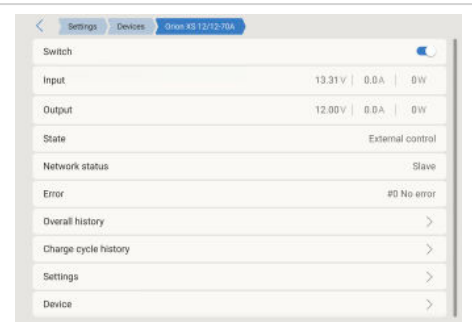 Settings Devices Orion XS 12/12-70A
Switch
Input 13.31V 0.0A 0W
Output 12.00V 0.0A 0W
State External control
Network status Slave
Error #0 No error
Overall history
Charge cycle history
Settings
Device